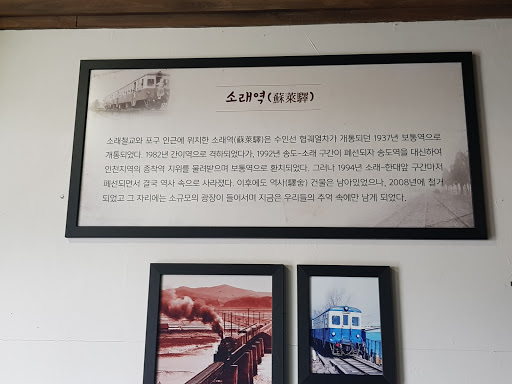 소래역(蘇萊驛)
소래철교와 포구 인근에 위치한 소래역(蘇萊驛)은 수인선 협궤열차가 개통되던 1937년 보통역으로
개통되었다. 1982년 간이역으로 격하되었다가, 1992년 송도-소래 구간이 폐선되자 송도역을 대신하여
인천지역의 종착역 지위를 물려받으며 보통역으로 환치되었다. 그러나 1994년 소래-한대앞 구간마저
폐선되면서 결국 역사 속으로 사라졌다. 이후에도 역사(驛舍) 건물은 남아있었으나, 2008년에 철거
되었고 그 자리에는 소규모의 광장이 들어서며 지금은 우리들의 추억 속에만 남게 되었다.